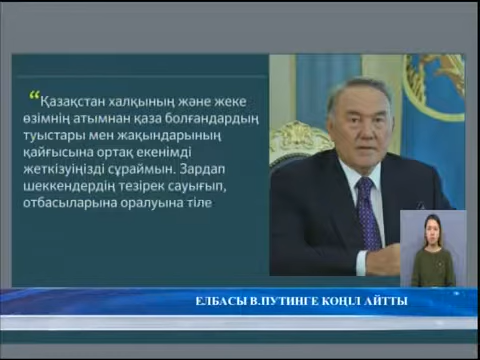 “Қазақстан халқының және жеке
өзімнің атымнан қаза болғандардың
туыстары мен жақындарының
қайғысына ортақ екенімді
жеткізуіңізді сұраймын. Зардап
шеккендердің тезірек сауығып,
отбасыларына оралуына тіле
ЕЛБАСЫ В.ПУТИНГЕ КӨҢІЛ АЙТТЫ